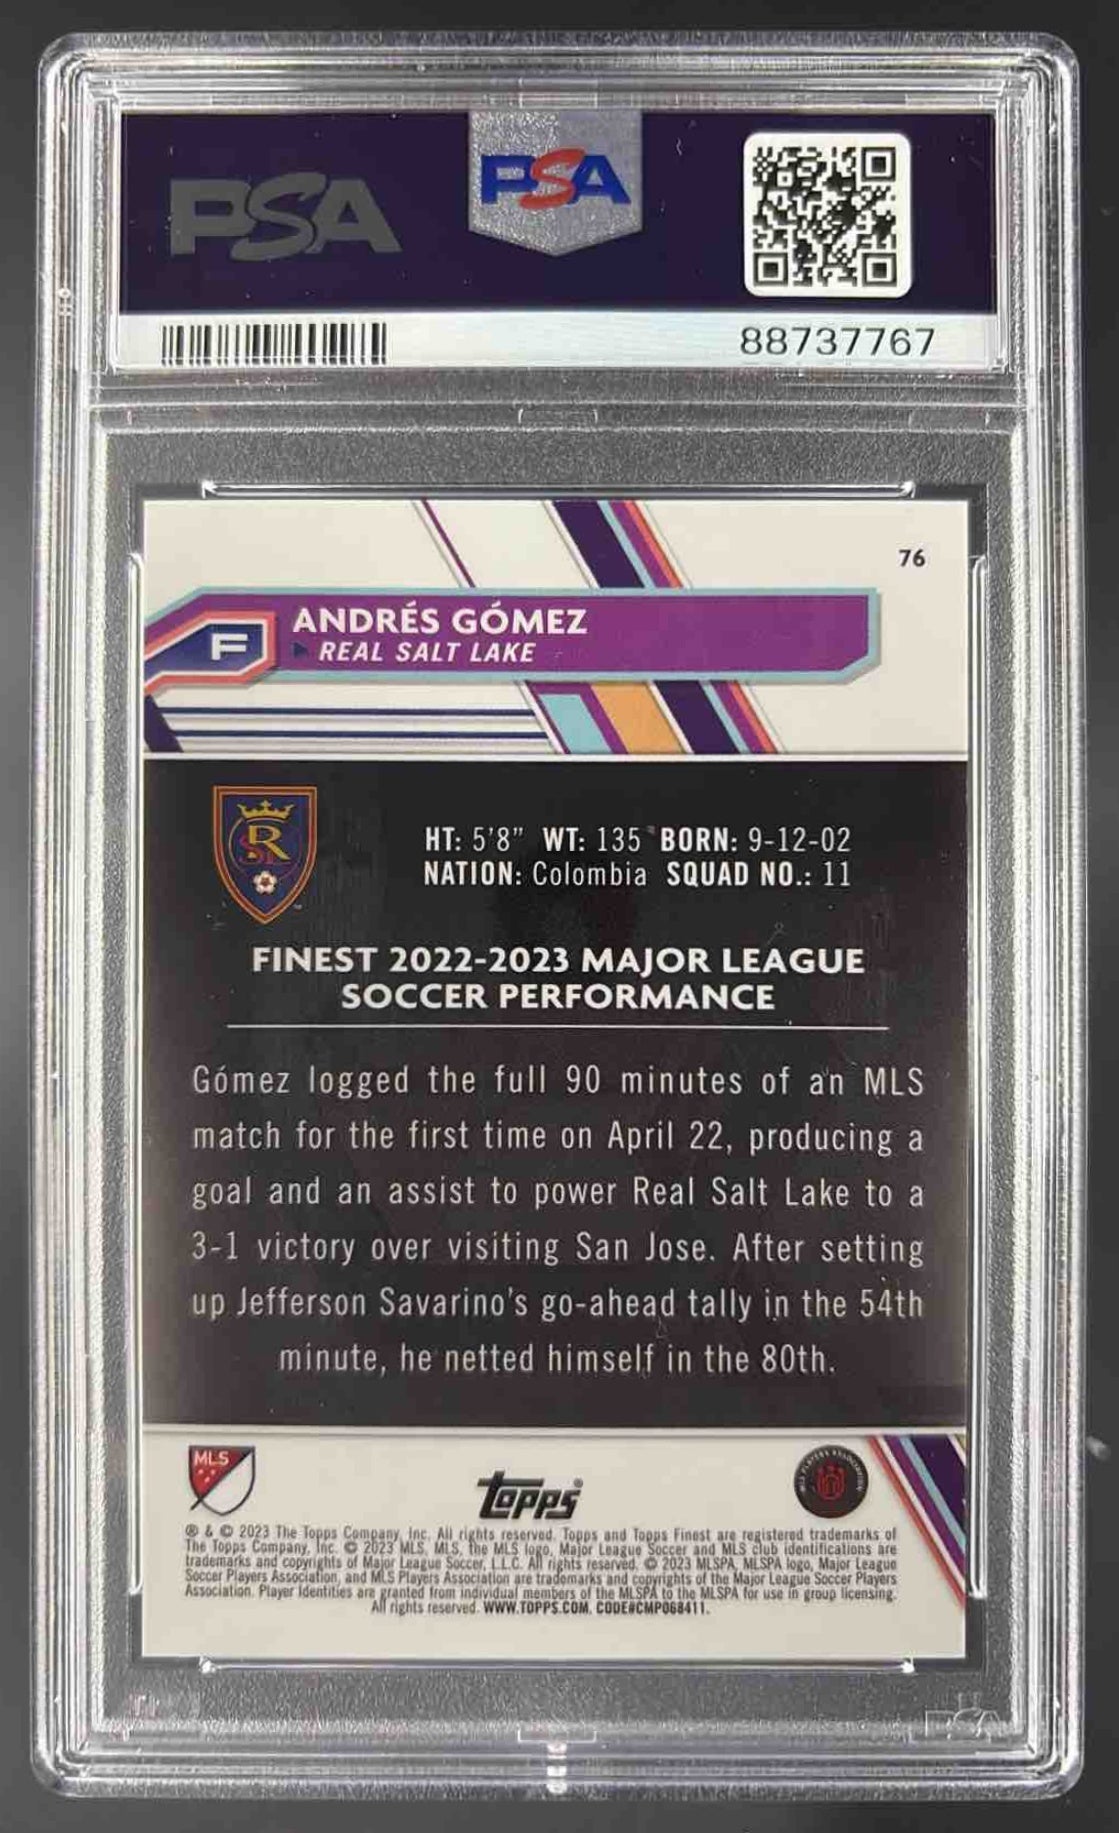 PSA
PSA
88737767
76
F
ANDRÉS GÓMEZ
REAL SALT LAKE
RSL
HT: 5'8" WT: 135 BORN: 9-12-02
NATION: Colombia SQUAD NO.: 11
FINEST 2022-2023 MAJOR LEAGUE
SOCCER PERFORMANCE
Gómez logged the full 90 minutes of an MLS
match for the first time on April 22, producing a
goal and an assist to power Real Salt Lake to a
3-1 victory over visiting San Jose. After setting
up Jefferson Savarino's go-ahead tally in the 54th
minute, he netted himself in the 80th.
MLS
topps®
® & © 2023 The Topps Company, Inc. All rights reserved. Topps and Topps Finest are registered trademarks of
The Topps Company, Inc. © 2023 MLS, MLS, the MLS logo, Major League Soccer and MLS club identifications are
trademarks and copyrights of Major League Soccer, L.L.C. All rights reserved. © 2023 MLSPA, MLSPA logo, Major League
Soccer Players Association, and MLS Players Association are trademarks and copyrights of the Major League Soccer Players
Association. Player Identities are granted from individual members of the MLSPA to the MLSPA for use in group licensing.
All rights reserved. WWW.TOPPS.COM. CODE#CMP068411.
PSA